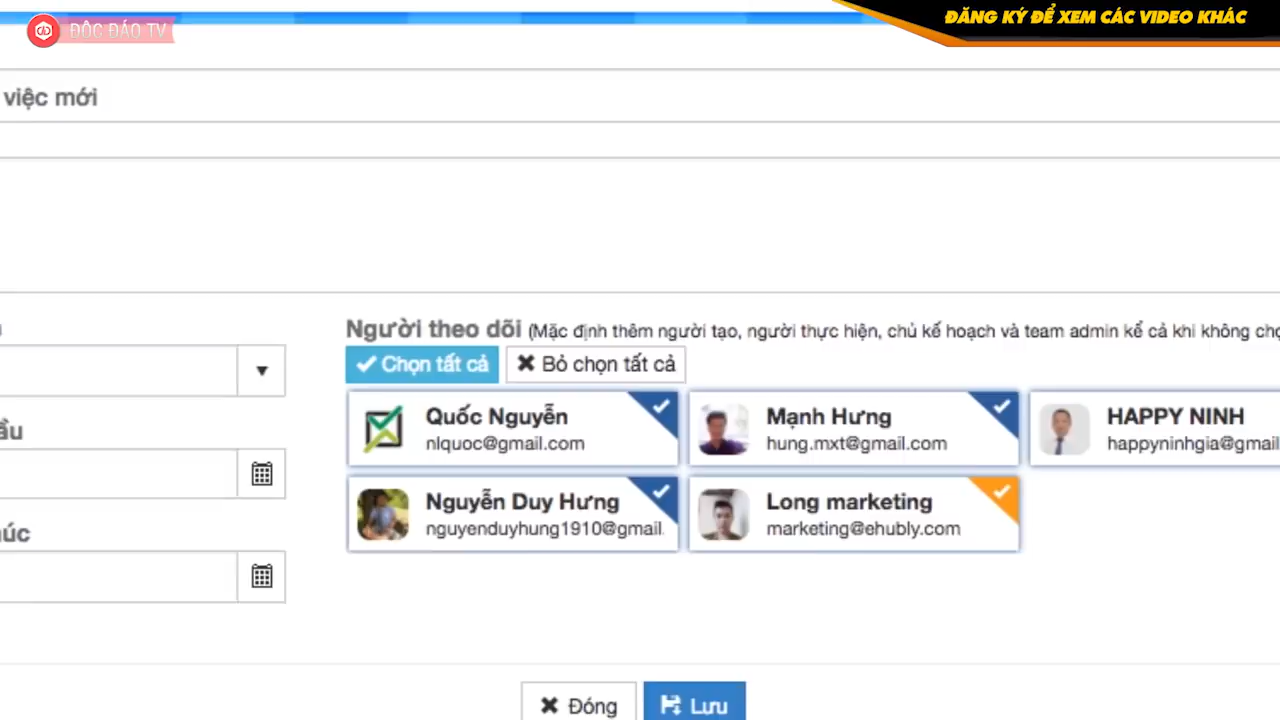 ĐỘC ĐÁO TV
ĐĂNG KÝ ĐỂ XEM CÁC VIDEO KHÁC
việc mới
Người theo dõi (Mặc định thêm người tạo, người thực hiện, chủ kế hoạch và team admin kể cả khi không
Chọn tất cả
Bỏ chọn tất cả
Quốc Nguyễn
nlquoc@gmail.com
Mạnh Hưng
hung.mxt@gmail.com
HAPPY NINH
happyninhgia@gmail
Nguyễn Duy Hưng
nguyenduyhung1910@gmail.
Long marketing
marketing@ehubly.com
Đóng
Lưu